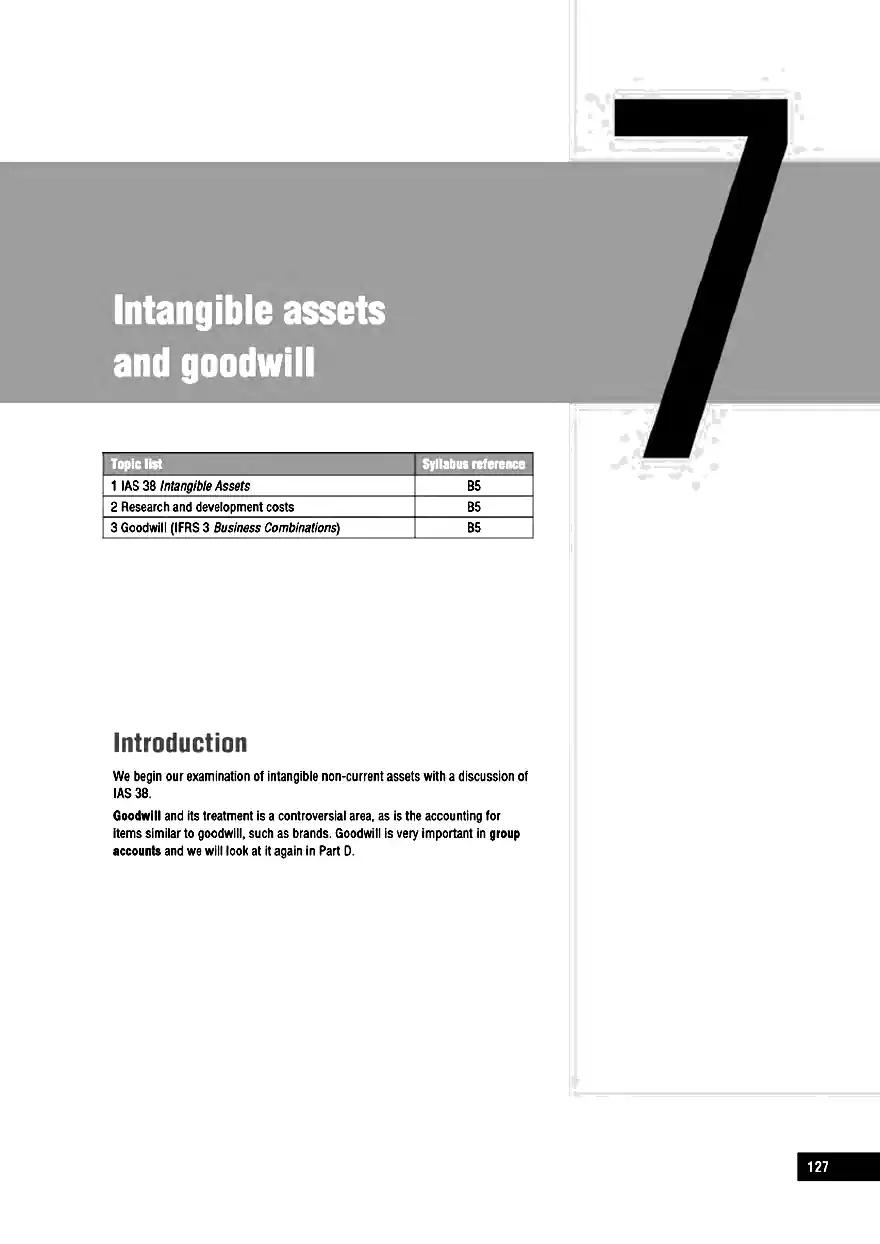 7
Intangible assets
and goodwill
Topic list Syllabus reference
1 IAS 38 Intangible Assets B5
2 Research and development costs B5
3 Goodwill (IFRS 3 Business Combinations) B5
Introduction
We begin our examination of intangible non-current assets with a discussion of
IAS 38.
Goodwill and its treatment is a controversial area, as is the accounting for
items similar to goodwill, such as brands. Goodwill is very important in group
accounts and we will look at it again in Part D.
127